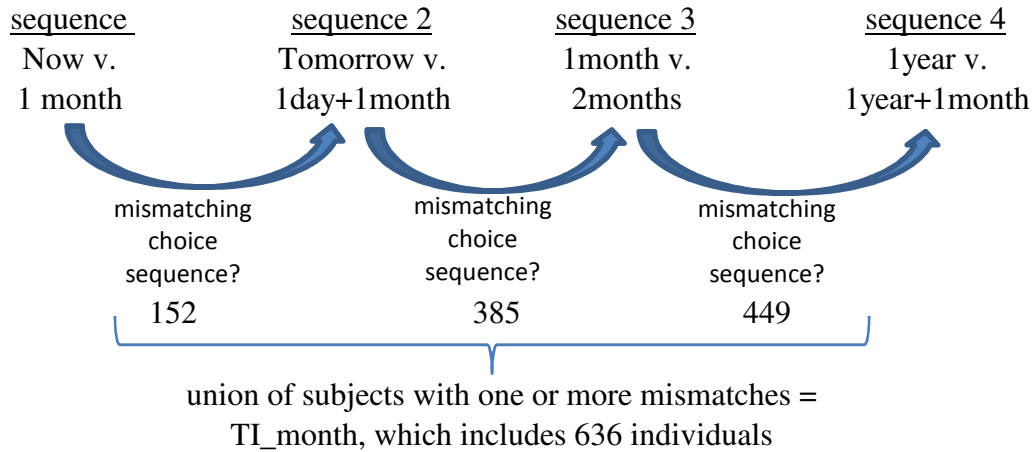 sequence
Now v.
1 month
sequence 2
Tomorrow v.
1day+1month
sequence 3
1month v.
2months
sequence 4
1year v.
1year+1month
mismatching
choice
sequence?
152
mismatching
choice
sequence?
385
mismatching
choice
sequence?
449
union of subjects with one or more mismatches =
TI_month, which includes 636 individuals